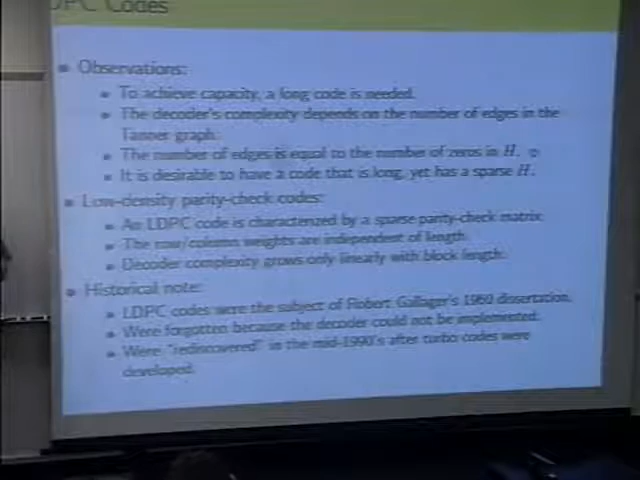 DPC Codes
Observations:
To achieve capacity, a long code is needed.
The decoder's complexity depends on the number of edges in the
Tanner graph.
The number of edges is equal to the number of zeros in H.
It is desirable to have a code that is long, yet has a sparse H.
Low-density parity-check codes:
An LDPC code is characterized by a sparse parity-check matrix.
The row/column weights are independent of length.
Decoder complexity grows only linearly with block length.
Historical note:
LDPC codes were the subject of Robert Gallager's 1960 dissertation.
Were forgotten because the decoder could not be implemented.
Were "rediscovered" in the mid-1990's after turbo codes were
developed.